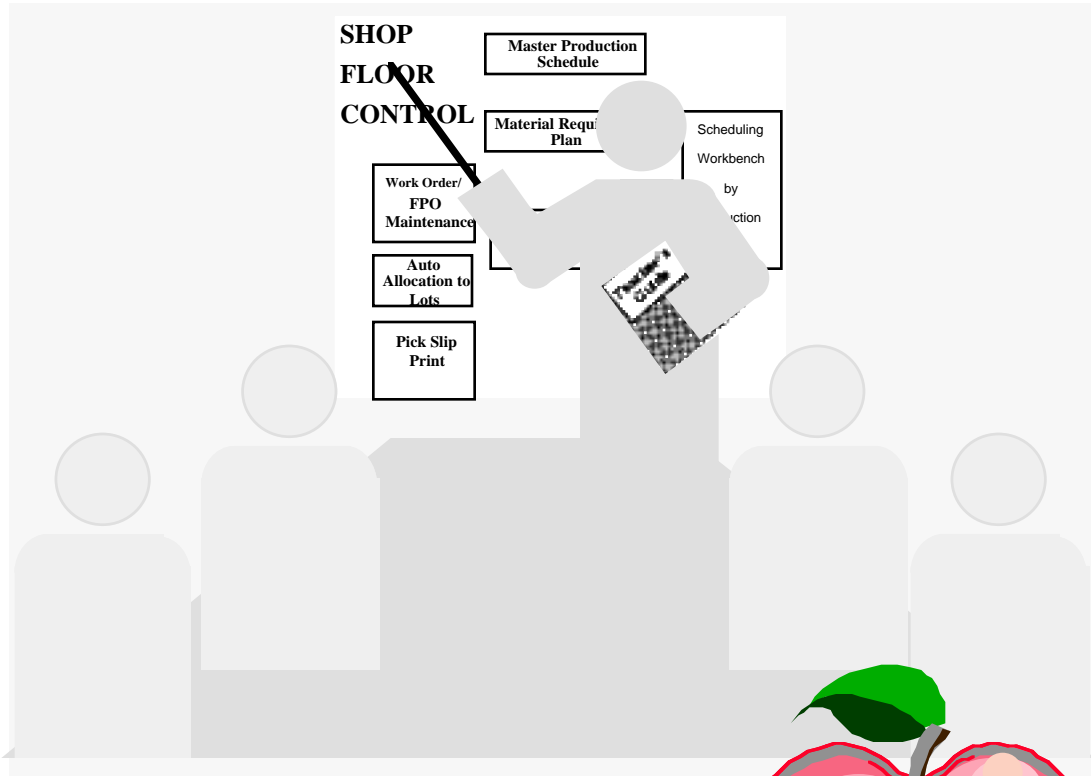 SHOP
FLOOR
CONTROL
Master Production
Schedule
Material Requi
Plan
Scheduling
Workbench
by
uction
Work Order/
FPO
Maintenance
Auto
Allocation to
Lots
Pick Slip
Print